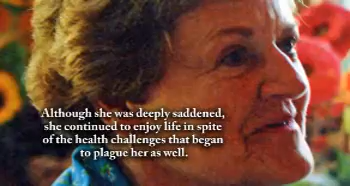 Although she was deeply saddened,
she continued to enjoy life in spite
of the health challenges that began
to plague her as well.